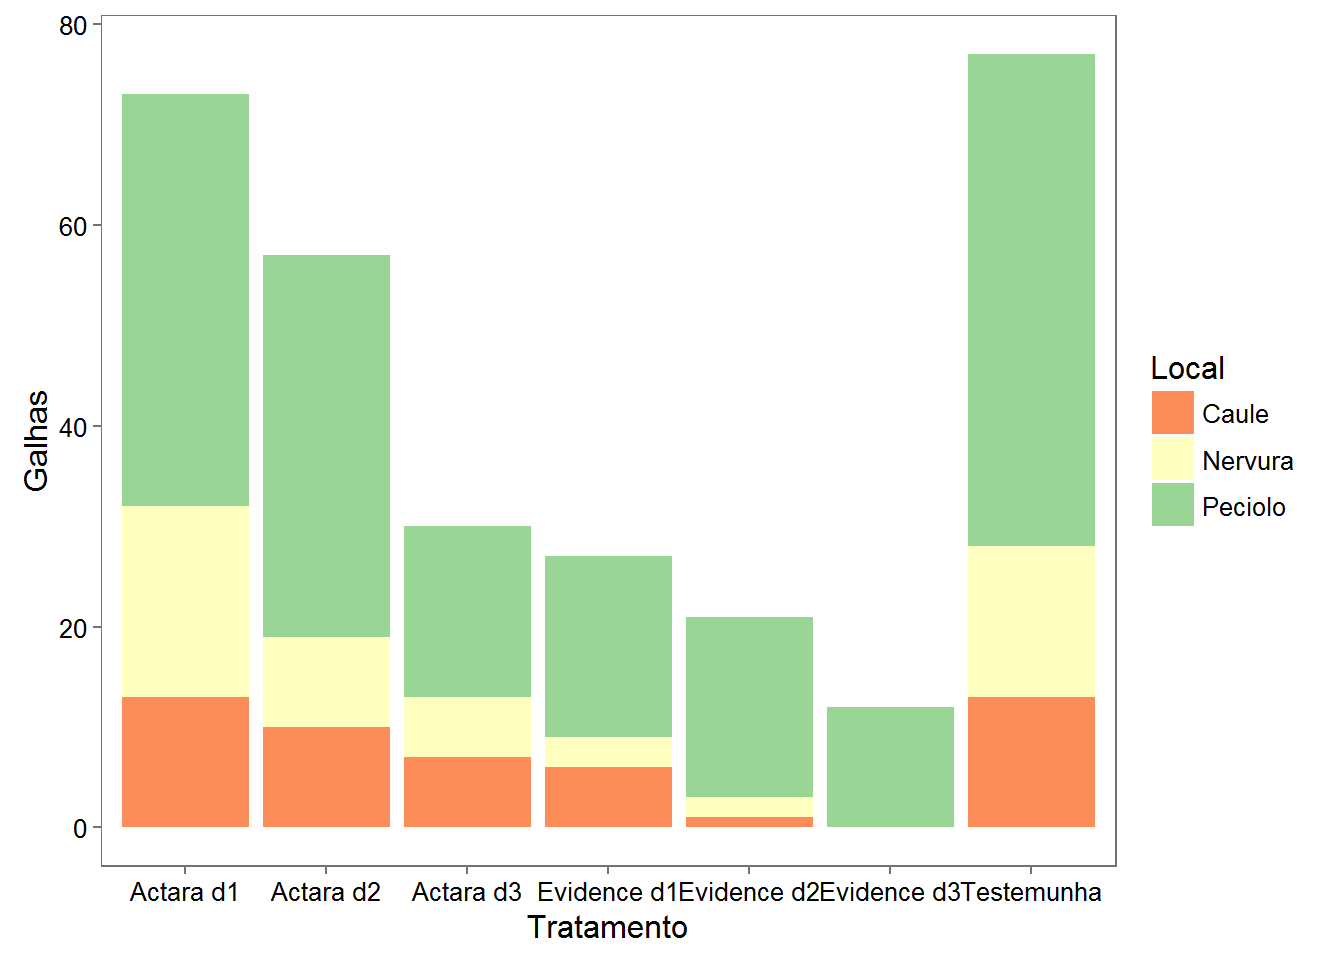 80
60
40
20
0
Galhas
Actara d1 Actara d2 Actara d3 Evidence d1 Evidence d2 Evidence d3 Testemunha
Tratamento
Local
Caule
Nervura
Peciolo